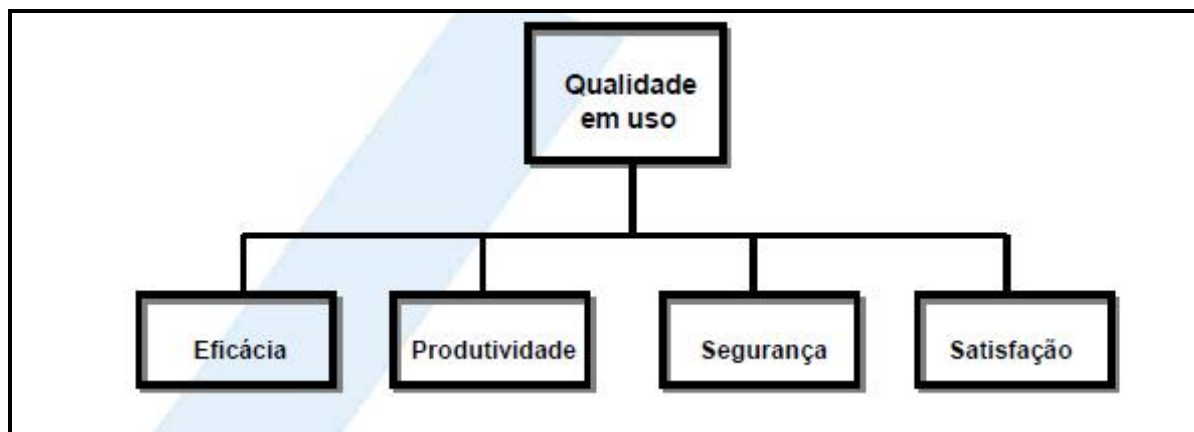 Qualidade
em uso
Eficácia
Produtividade
Segurança
Satisfação